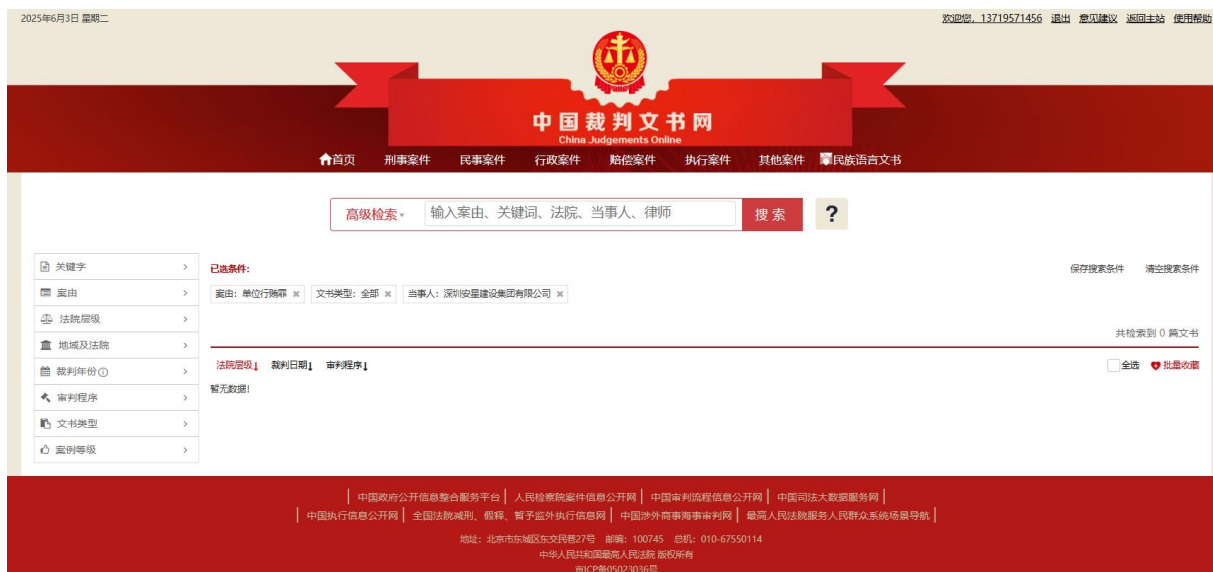 2025年6月3日 星期二
欢迎您，13719571456 退出 意见建议 返回主站 使用帮助
中国裁判文书网
China Judgements Online
首页 刑事案件 民事案件 行政案件 赔偿案件 执行案件 其他案件 民族语言文书
高级检索 输入案由、关键词、法院、当事人、律师 搜索 ?
关键字
案由
法院层级
地域及法院
裁判年份
审判程序
文书类型
案例等级
已选条件:
保存搜索条件 清空搜索条件
案由: 单位行贿罪 × 文书类型: 全部 × 当事人: 深圳安星建设集团有限公司 ×
共检索到 0 篇文书
法院层级↓ 裁判日期↓ 审判程序↓
全选 批量收藏
暂无数据!
| 中国政府公开信息整合服务平台 | 人民检察院案件信息公开网 | 中国审判流程信息公开网 | 中国司法大数据服务网 |
| 中国执行信息公开网 | 全国法院减刑、假释、暂予监外执行信息网 | 中国涉外商事海事审判网 | 最高人民法院服务人民群众系统场景导航 |
地址: 北京市东城区东交民巷27号 邮编: 100745 总机: 010-67550114
中华人民共和国最高人民法院 版权所有
京ICP备05023036号